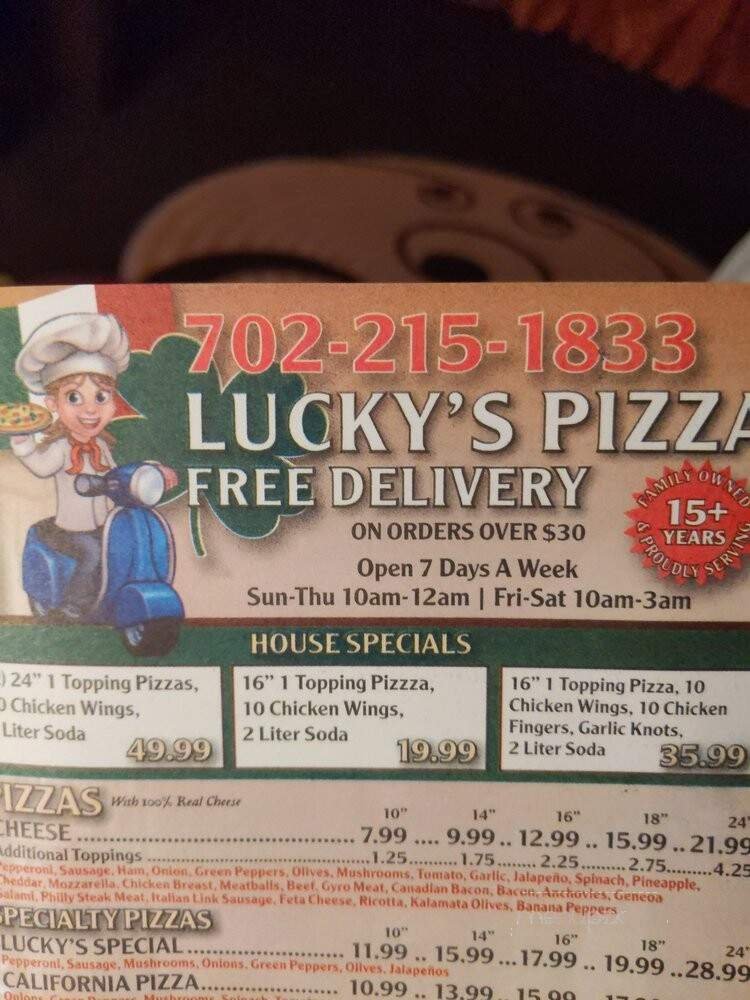 702-215-1833
LUCKY'S PIZZA
FREE DELIVERY
ON ORDERS OVER $30
FAMILY OWNED
15+
YEARS
& PROUDLY SERVING
Open 7 Days A Week
Sun-Thu 10am-12am | Fri-Sat 10am-3am
HOUSE SPECIALS
) 24" 1 Topping Pizzas,
0 Chicken Wings,
Liter Soda
49.99
16" 1 Topping Pizzza,
10 Chicken Wings,
2 Liter Soda
19.99
16" 1 Topping Pizza, 10
Chicken Wings, 10 Chicken
Fingers, Garlic Knots,
2 Liter Soda
35.99
PIZZAS With 100% Real Cheese
10" 14" 16" 18" 24"
CHEESE 7.99 .... 9.99 .. 12.99 .. 15.99 .. 21.99
Additional Toppings 1.25 1.75 2.25 2.75 4.25
Pepperoni, Sausage, Ham, Onion, Green Peppers, Olives, Mushrooms, Tomato, Garlic, Jalapeño, Spinach, Pineapple,
Cheddar, Mozzarella, Chicken Breast, Meatballs, Beef, Gyro Meat, Canadian Bacon, Bacon, Anchovies, Genoea
Salami, Philly Steak Meat, Italian Link Sausage, Feta Cheese, Ricotta, Kalamata Olives, Banana Peppers
SPECIALTY PIZZAS
10" 14" 16" 18" 24"
LUCKY'S SPECIAL 11.99 .. 15.99 ... 17.99 .. 19.99 .. 28.99
Pepperoni, Sausage, Mushrooms, Onions, Green Peppers, Olives, Jalapeños
CALIFORNIA PIZZA 10.99 .. 13.99 .. 15.99